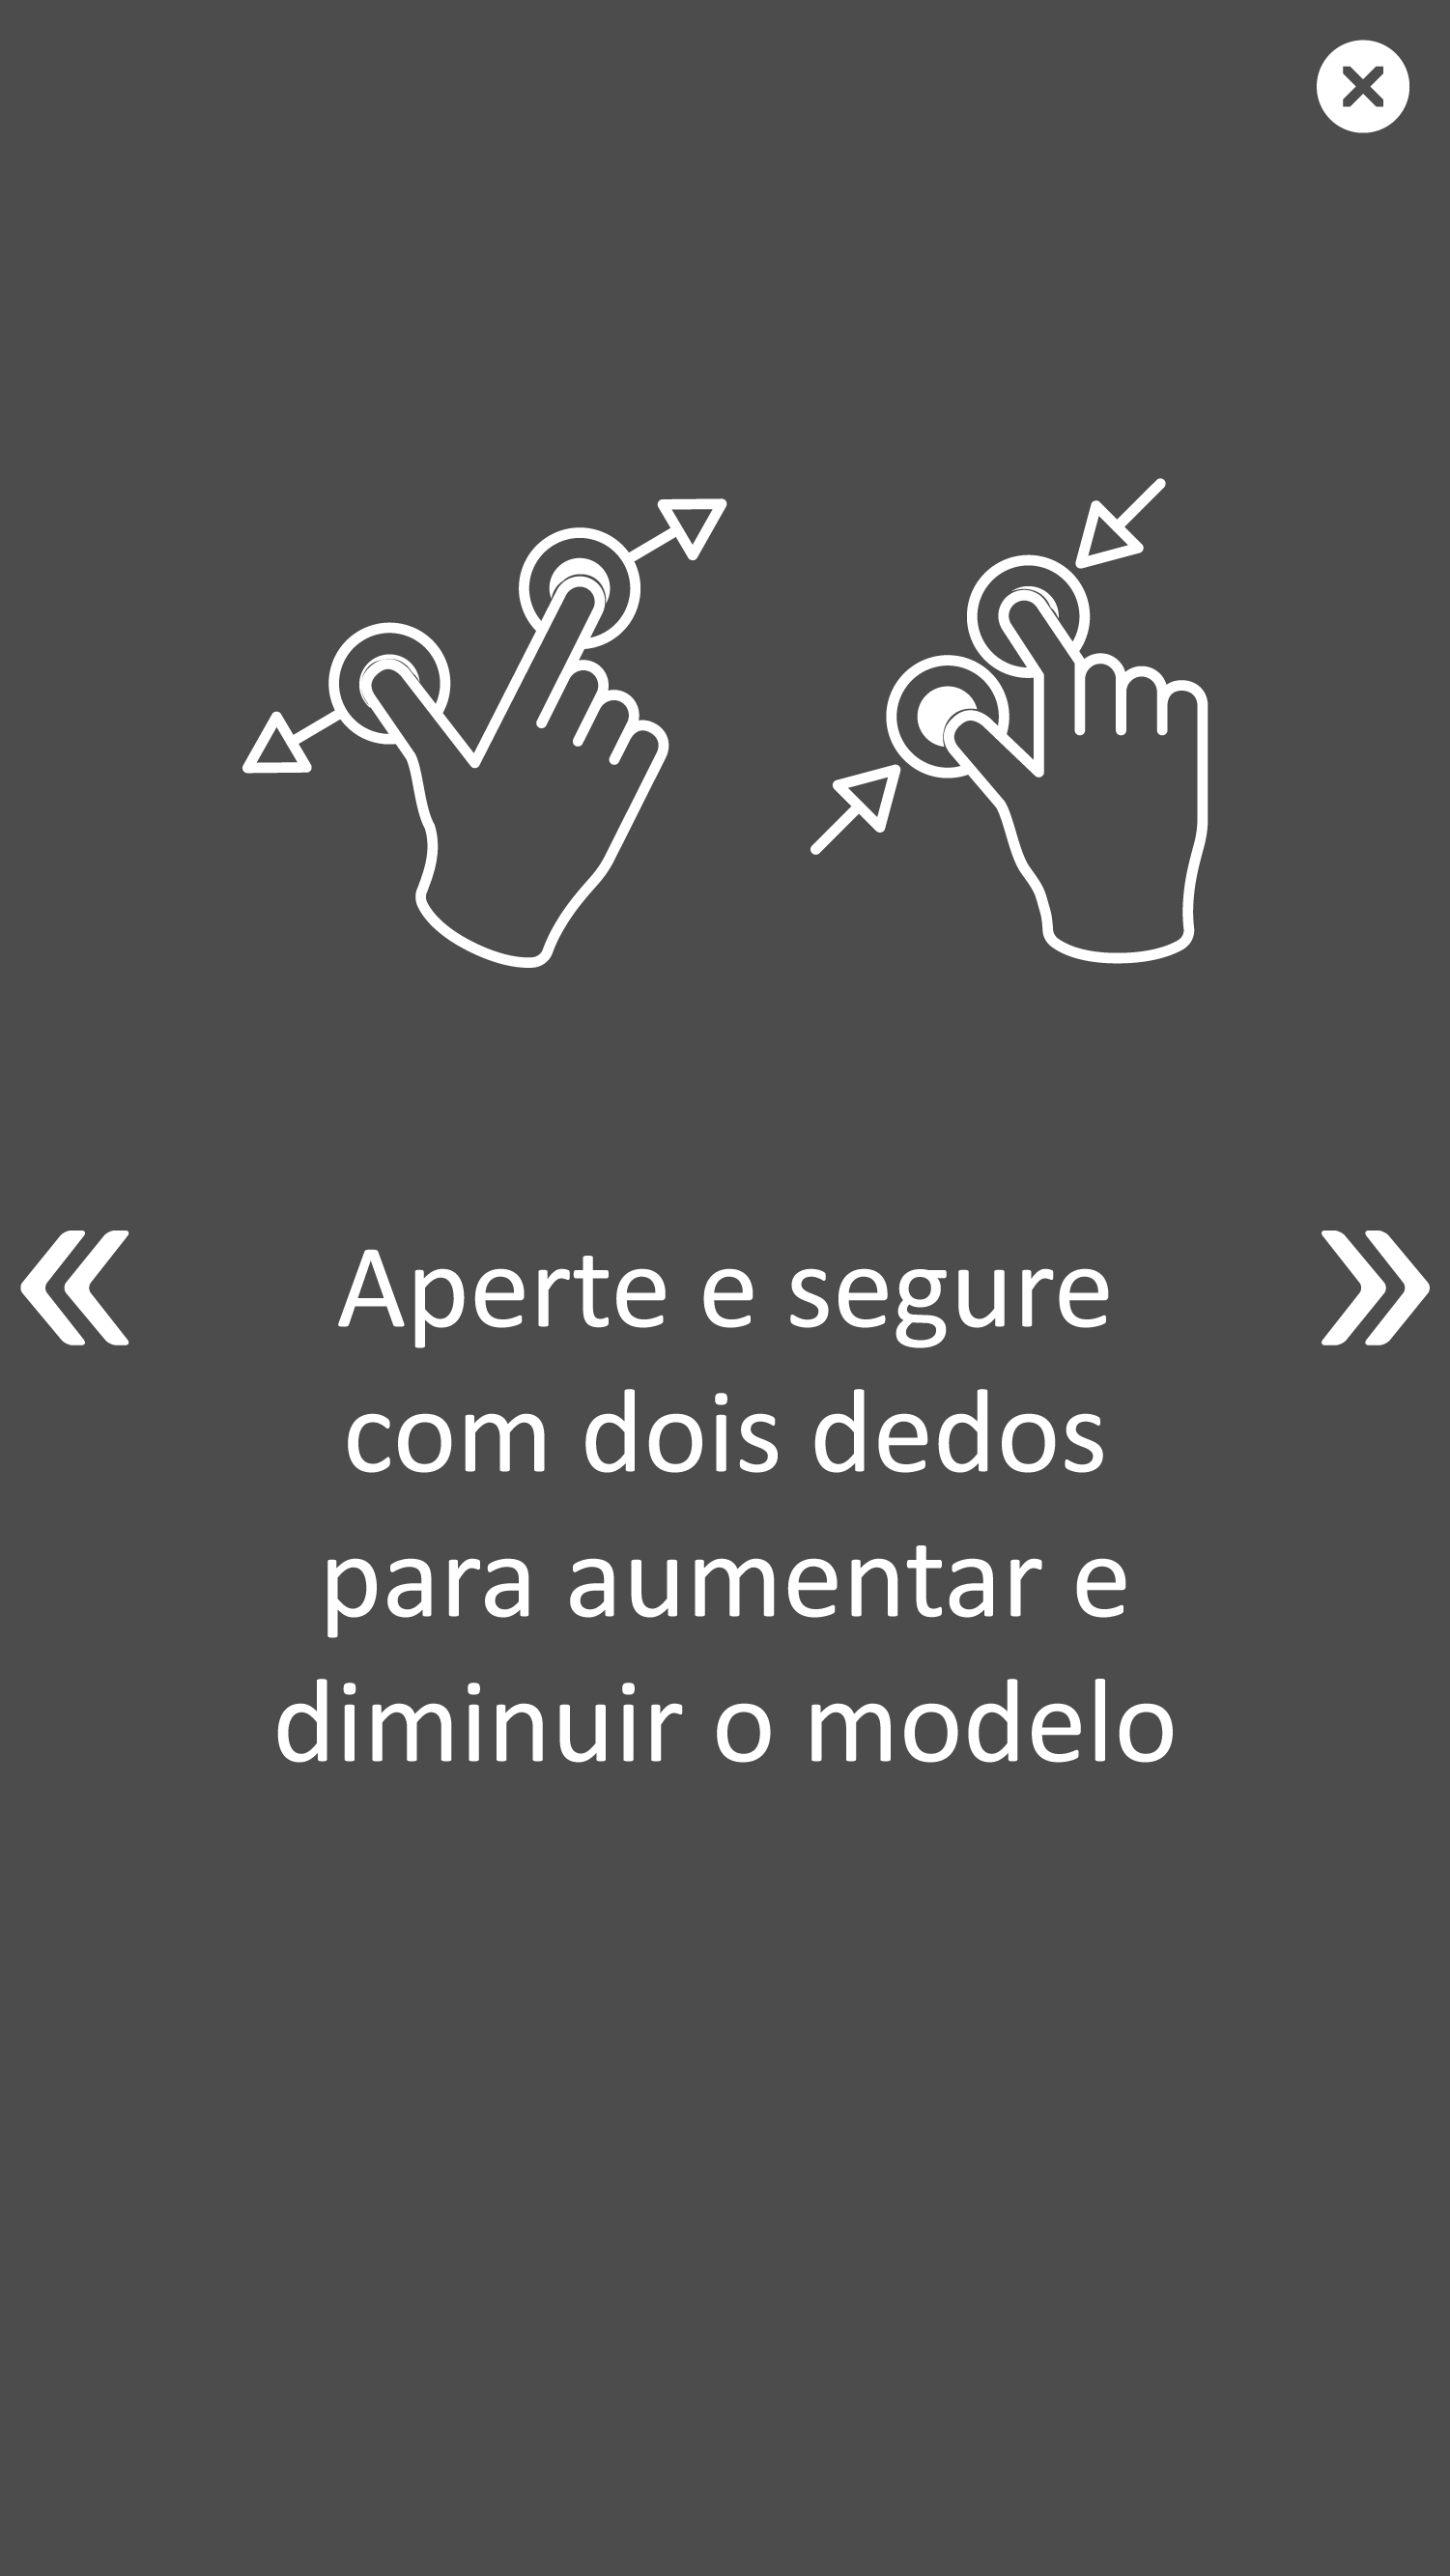 Aperte e segure
com dois dedos
para aumentar e
diminuir o modelo